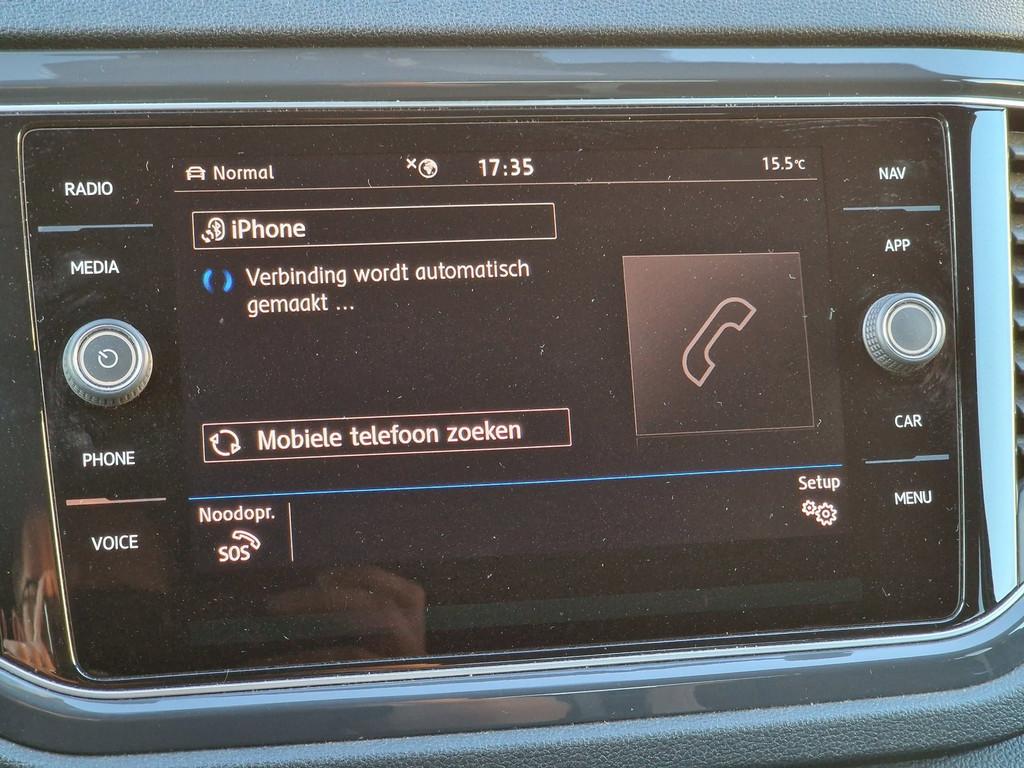 RADIO
MEDIA
PHONE
VOICE
Normal
17:35
15.5°C
iPhone
Verbinding wordt automatisch
gemaakt ...
Mobiele telefoon zoeken
Noodopr.
SOS
Setup
NAV
APP
CAR
MENU